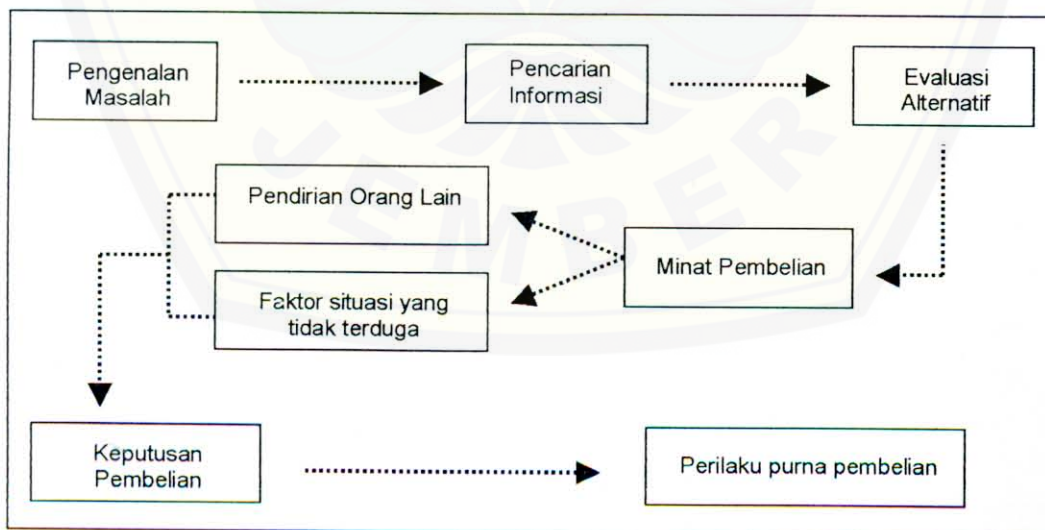 Pengenalan
Masalah
Pencarian
Informasi
Evaluasi
Alternatif
Pendirian Orang Lain
Minat Pembelian
Faktor situasi yang
tidak terduga
Keputusan
Pembelian
Perilaku purna pembelian
JEMBER